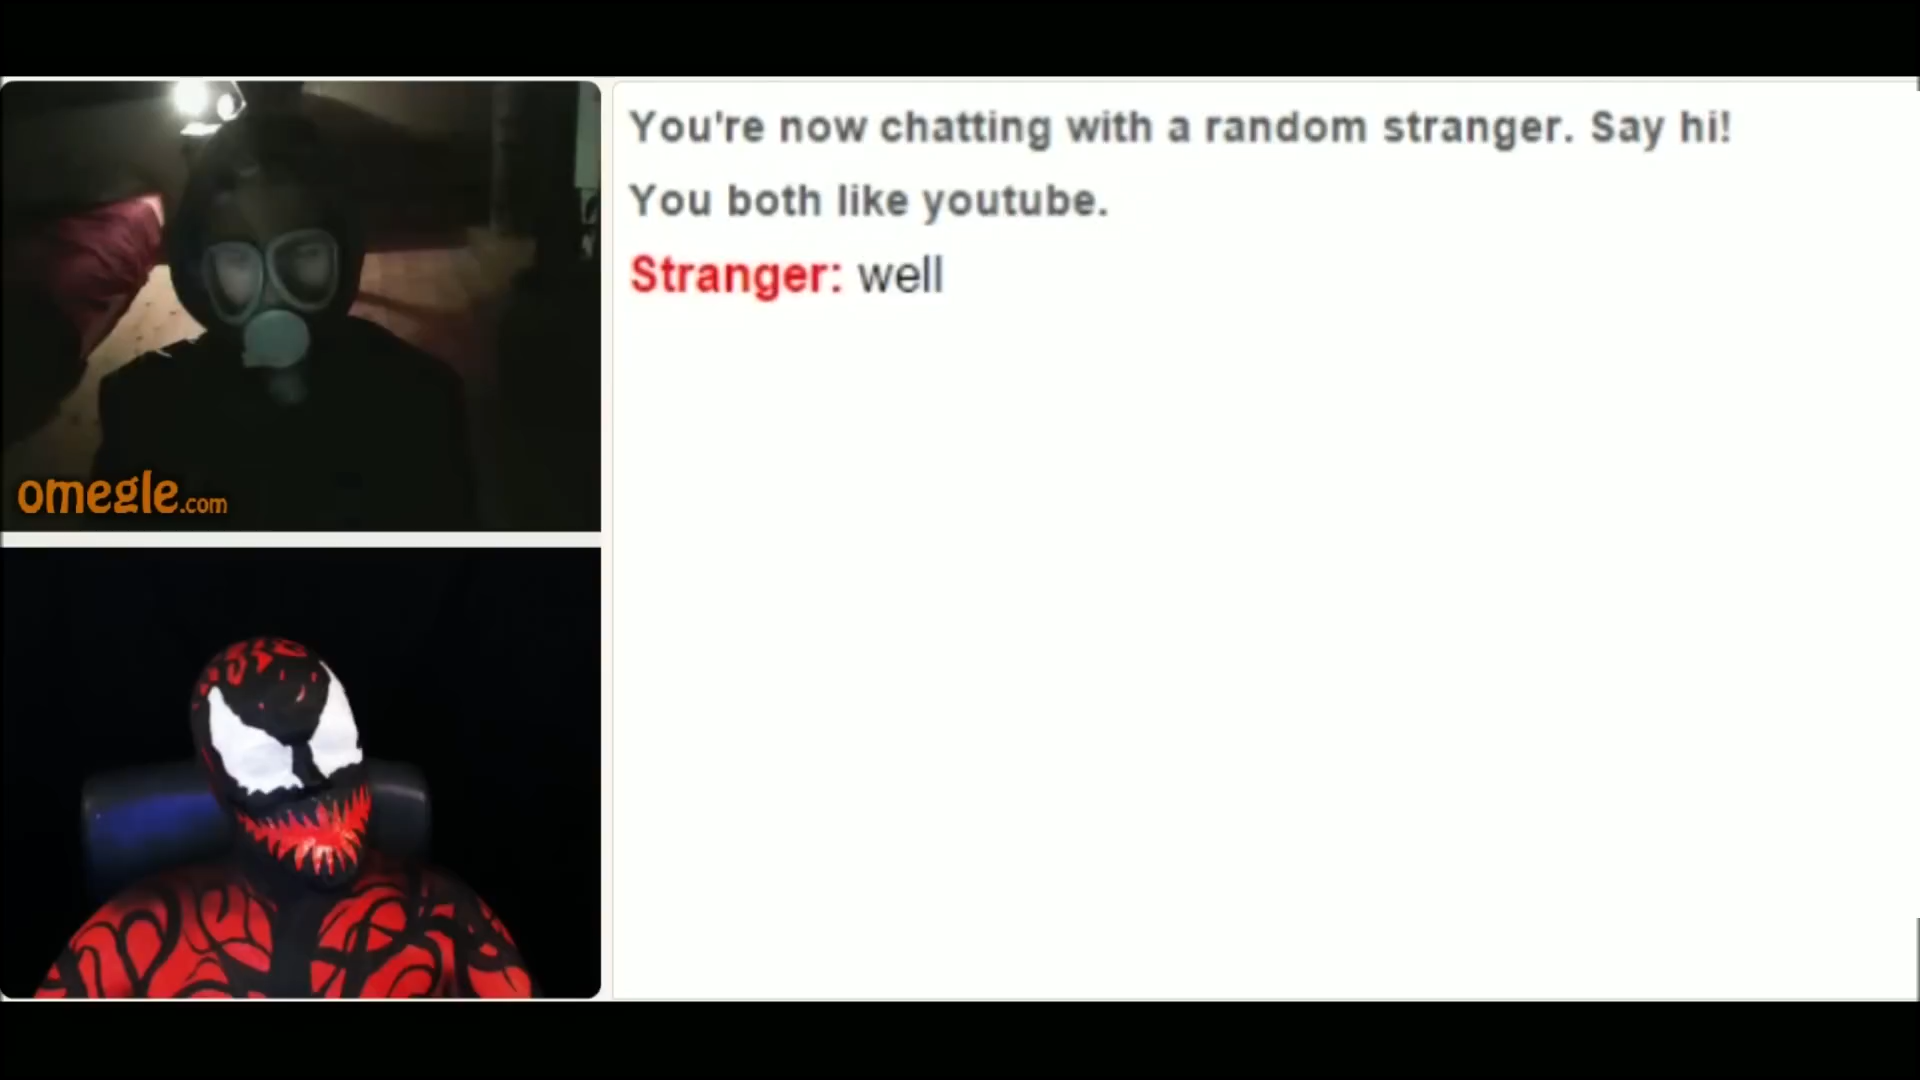 You're now chatting with a random stranger. Say hi!
You both like youtube.
Stranger: well
omegle.com